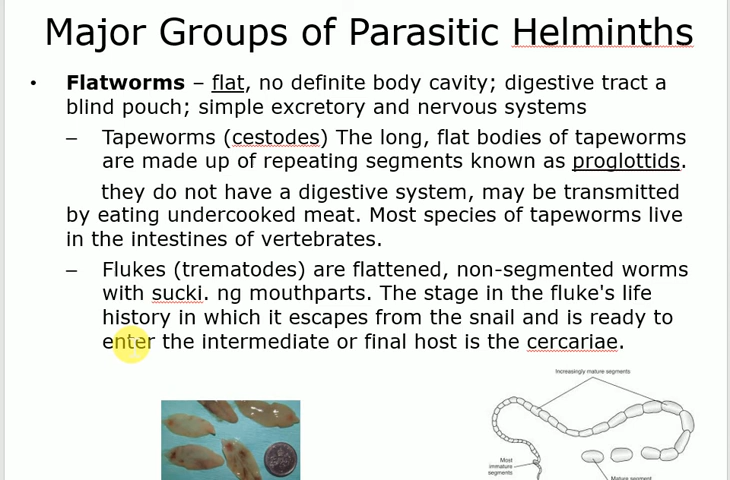 Major Groups of Parasitic Helminths
• Flatworms – flat, no definite body cavity; digestive tract a
blind pouch; simple excretory and nervous systems
– Tapeworms (cestodes) The long, flat bodies of tapeworms
are made up of repeating segments known as proglottids.
they do not have a digestive system, may be transmitted
by eating undercooked meat. Most species of tapeworms live
in the intestines of vertebrates.
– Flukes (trematodes) are flattened, non-segmented worms
with sucki. ng mouthparts. The stage in the fluke's life
history in which it escapes from the snail and is ready to
enter the intermediate or final host is the cercariae.
Increasingly mature segments
Most
immature
segments
Mature segment